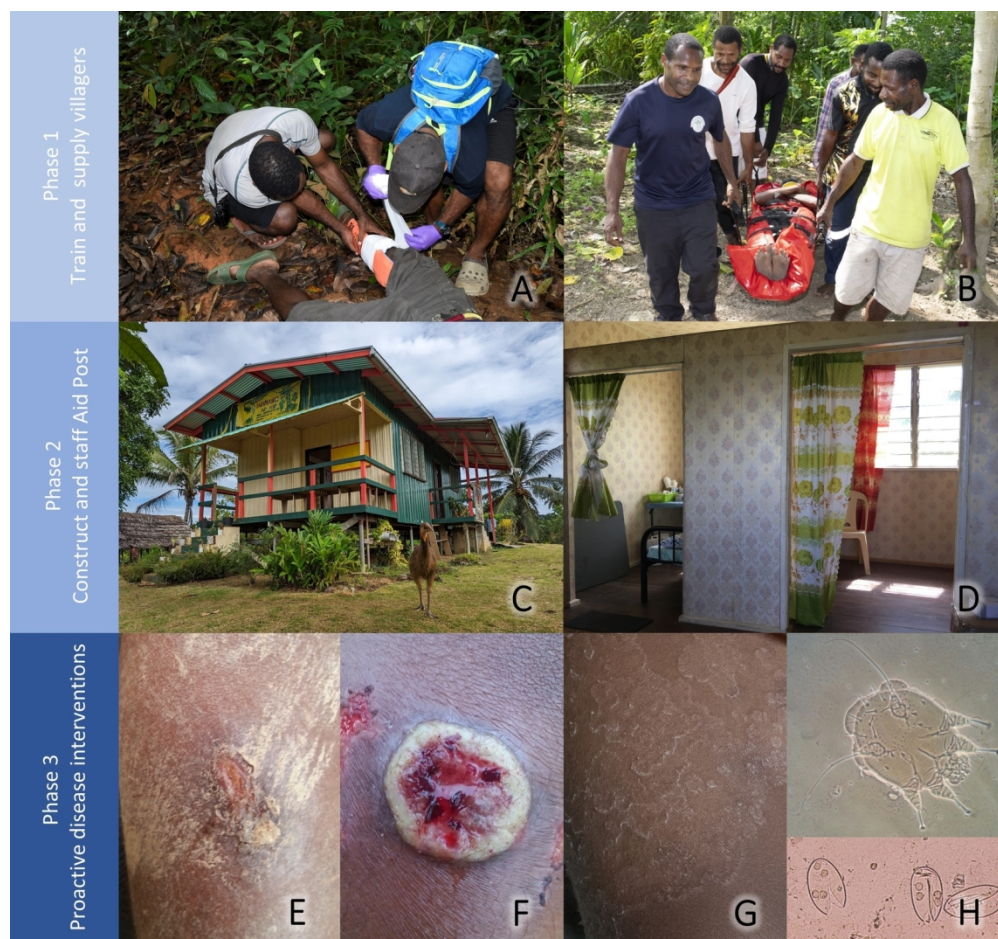 Phase 1
Train and supply villagers
A
B
Phase 2
Construct and staff Aid Post
C
D
Phase 3
Proactive disease interventions
E
F
G
H